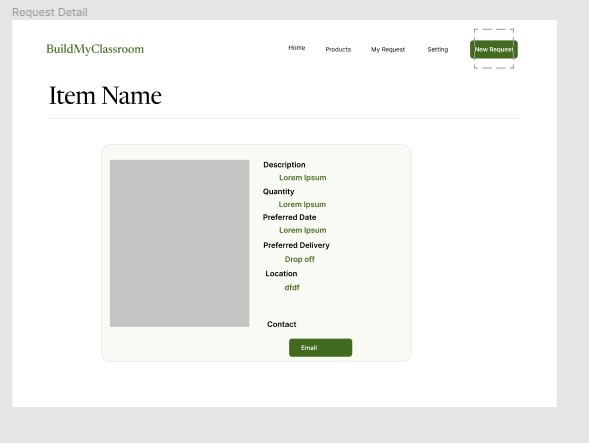 Request Detail
BuildMyClassroom
Home
Products
My Request
Setting
New Request
Item Name
Description
Lorem Ipsum
Quantity
Lorem Ipsum
Preferred Date
Lorem Ipsum
Preferred Delivery
Drop off
Location
dfdf
Contact
Email